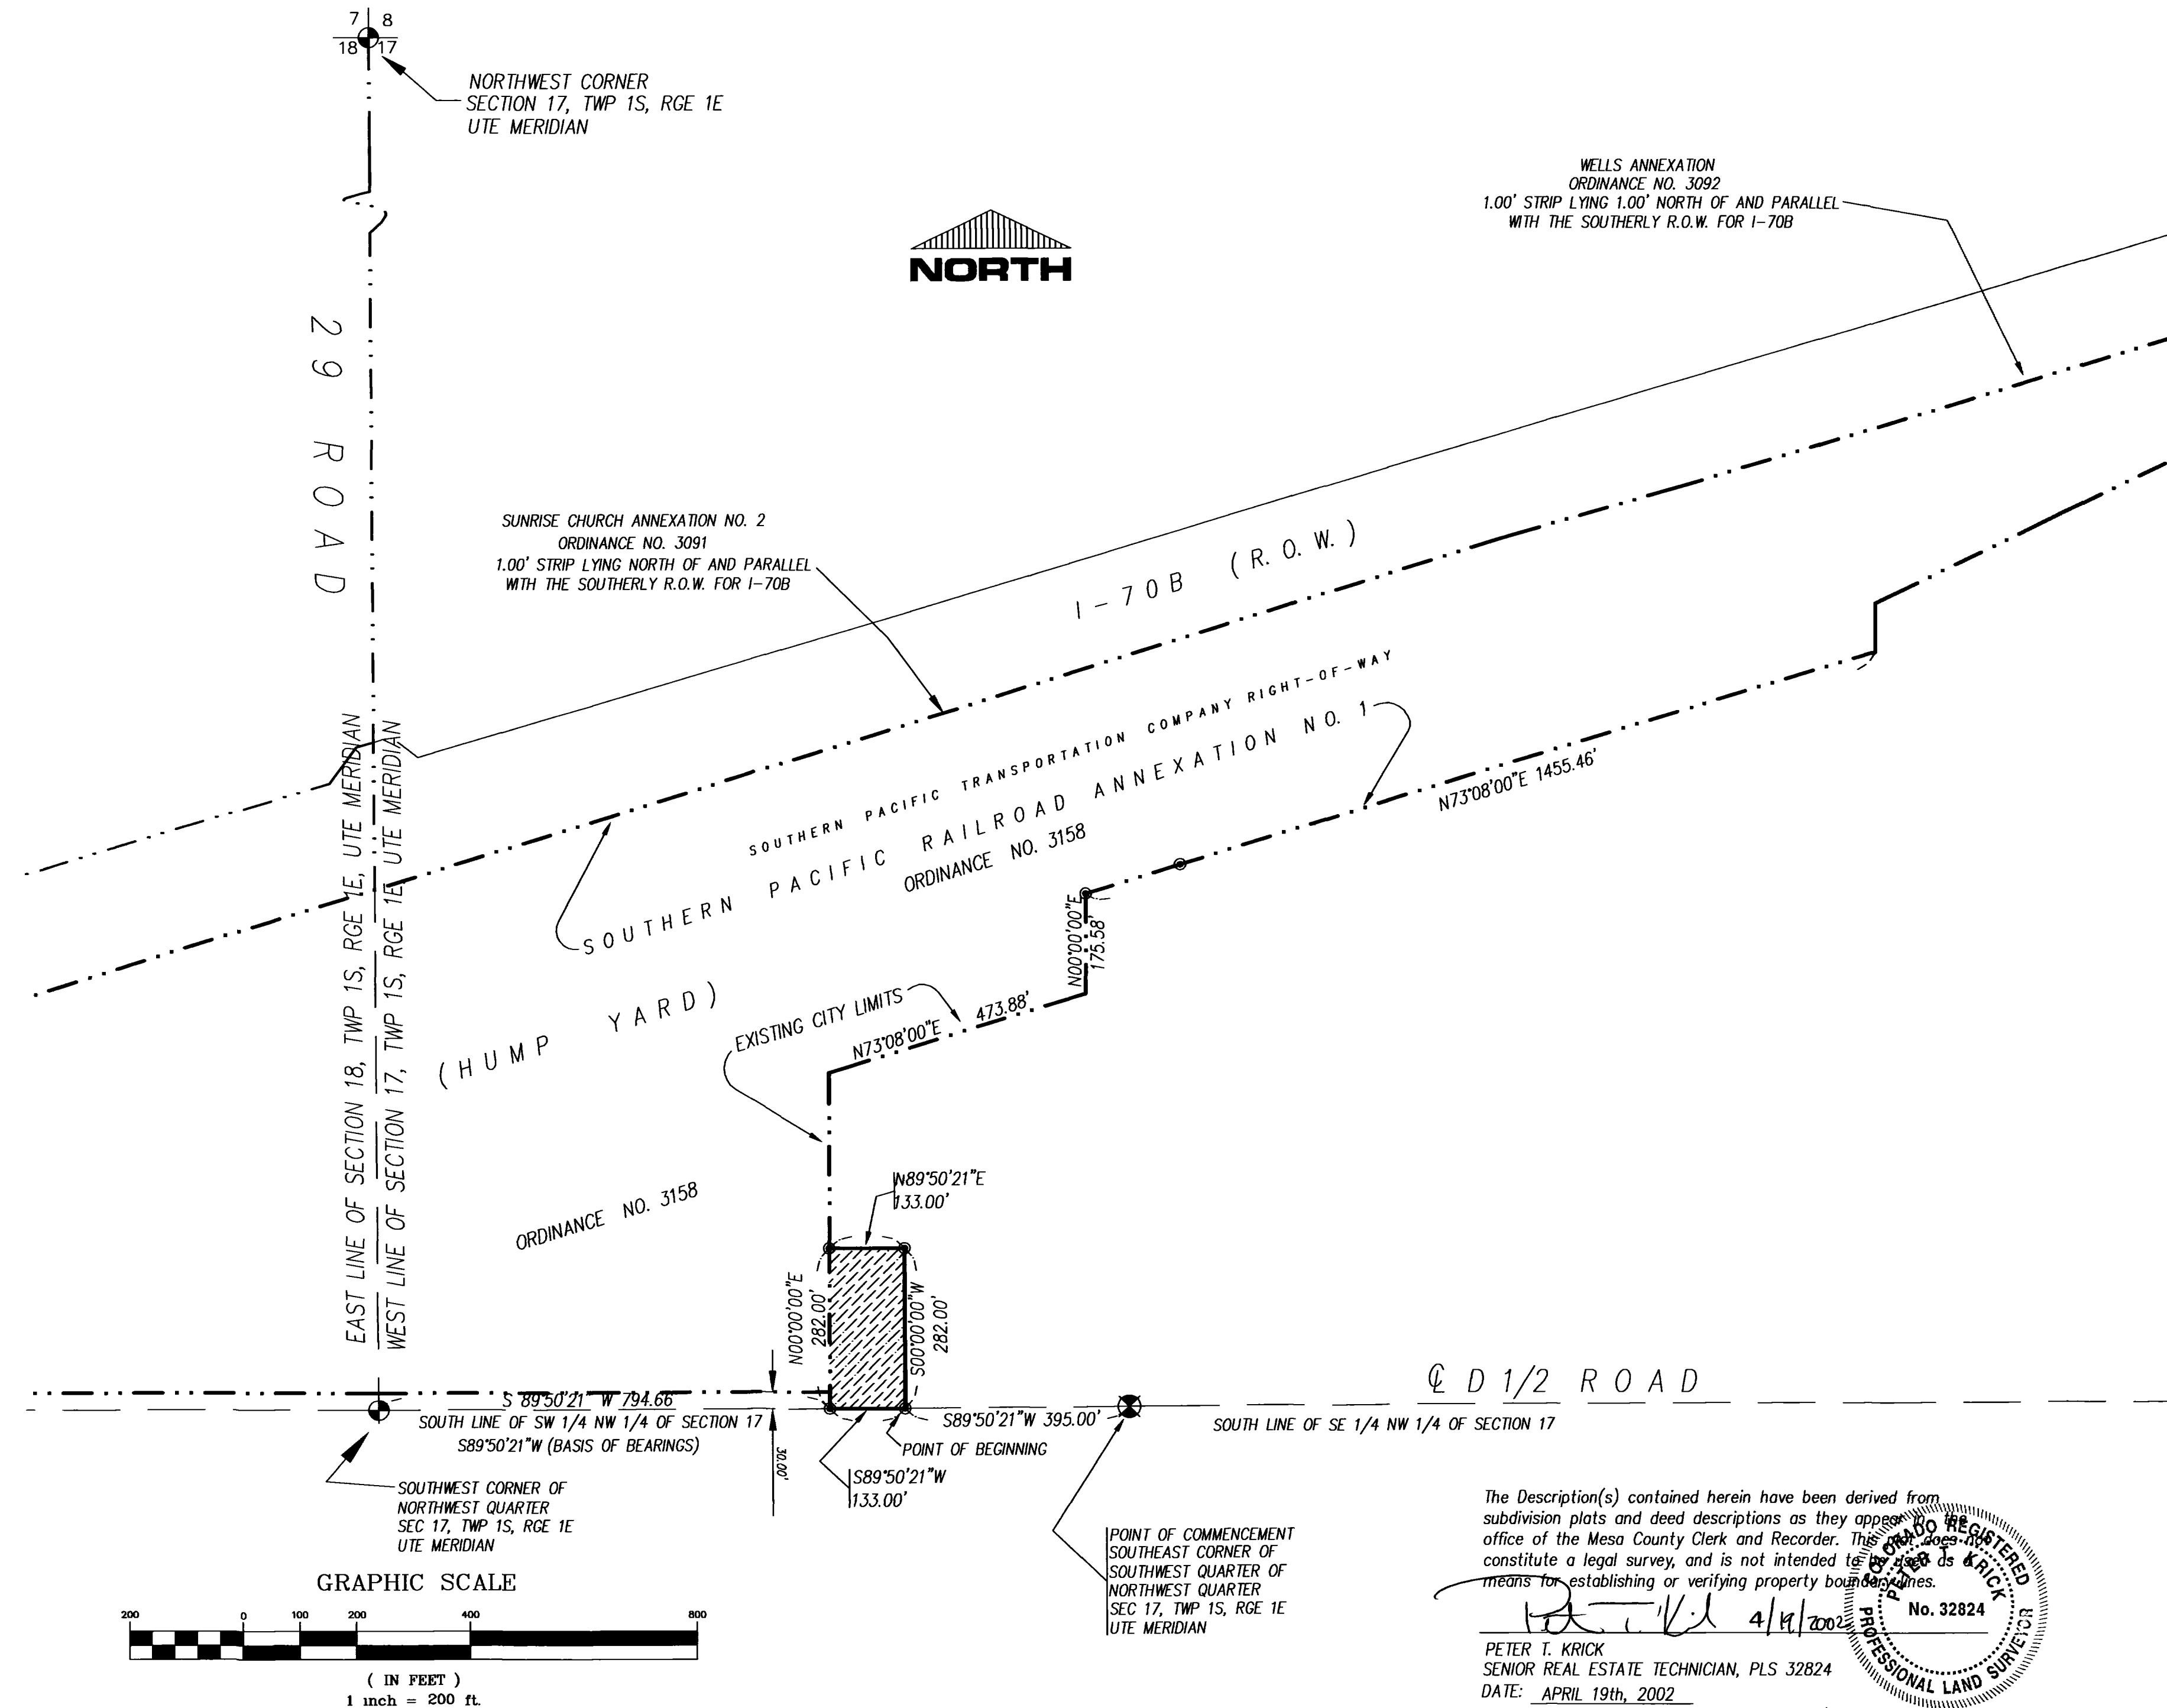 7 8
18 17
NORTHWEST CORNER
SECTION 17, TWP 1S, RGE 1E
UTE MERIDIAN
NORTH
WELLS ANNEXATION
ORDINANCE NO. 3092
1.00' STRIP LYING 1.00' NORTH OF AND PARALLEL
WITH THE SOUTHERLY R.O.W. FOR I-70B
29 ROAD
SUNRISE CHURCH ANNEXATION NO. 2
ORDINANCE NO. 3091
1.00' STRIP LYING NORTH OF AND PARALLEL
WITH THE SOUTHERLY R.O.W. FOR I-70B
I-70B (R.O.W.)
SOUTHERN PACIFIC TRANSPORTATION COMPANY RIGHT-OF-WAY
SOUTHERN PACIFIC RAILROAD ANNEXATION NO. 1
ORDINANCE NO. 3158
N73°08'00"E 1455.46'
EAST LINE OF SECTION 18, TWP 1S, RGE 1E, UTE MERIDIAN
WEST LINE OF SECTION 17, TWP 1S, RGE 1E, UTE MERIDIAN
N00°00'00"E
175.58'
(HUMP YARD)
EXISTING CITY LIMITS
N73°08'00"E 473.88'
ORDINANCE NO. 3158
N89°50'21"E
133.00'
N00°00'00"E
282.00'
S00°00'00"W
282.00'
℄ D 1/2 ROAD
S 89°50'21" W 794.66
SOUTH LINE OF SW 1/4 NW 1/4 OF SECTION 17
S89°50'21"W (BASIS OF BEARINGS)
30.00'
S89°50'21"W 395.00'
SOUTH LINE OF SE 1/4 NW 1/4 OF SECTION 17
POINT OF BEGINNING
S89°50'21"W
133.00'
SOUTHWEST CORNER OF
NORTHWEST QUARTER
SEC 17, TWP 1S, RGE 1E
UTE MERIDIAN
POINT OF COMMENCEMENT
SOUTHEAST CORNER OF
SOUTHWEST QUARTER OF
NORTHWEST QUARTER
SEC 17, TWP 1S, RGE 1E
UTE MERIDIAN
GRAPHIC SCALE
200 0 100 200 400 800
( IN FEET )
1 inch = 200 ft.
The Description(s) contained herein have been derived from
subdivision plats and deed descriptions as they appear in the
office of the Mesa County Clerk and Recorder. This plat does not
constitute a legal survey, and is not intended to be used as a
means for establishing or verifying property boundary lines.
4/19/2002
PETER T. KRICK
SENIOR REAL ESTATE TECHNICIAN, PLS 32824
DATE: APRIL 19th, 2002
COLORADO REGISTERED
PETER T. KRICK
No. 32824
PROFESSIONAL LAND SURVEYOR